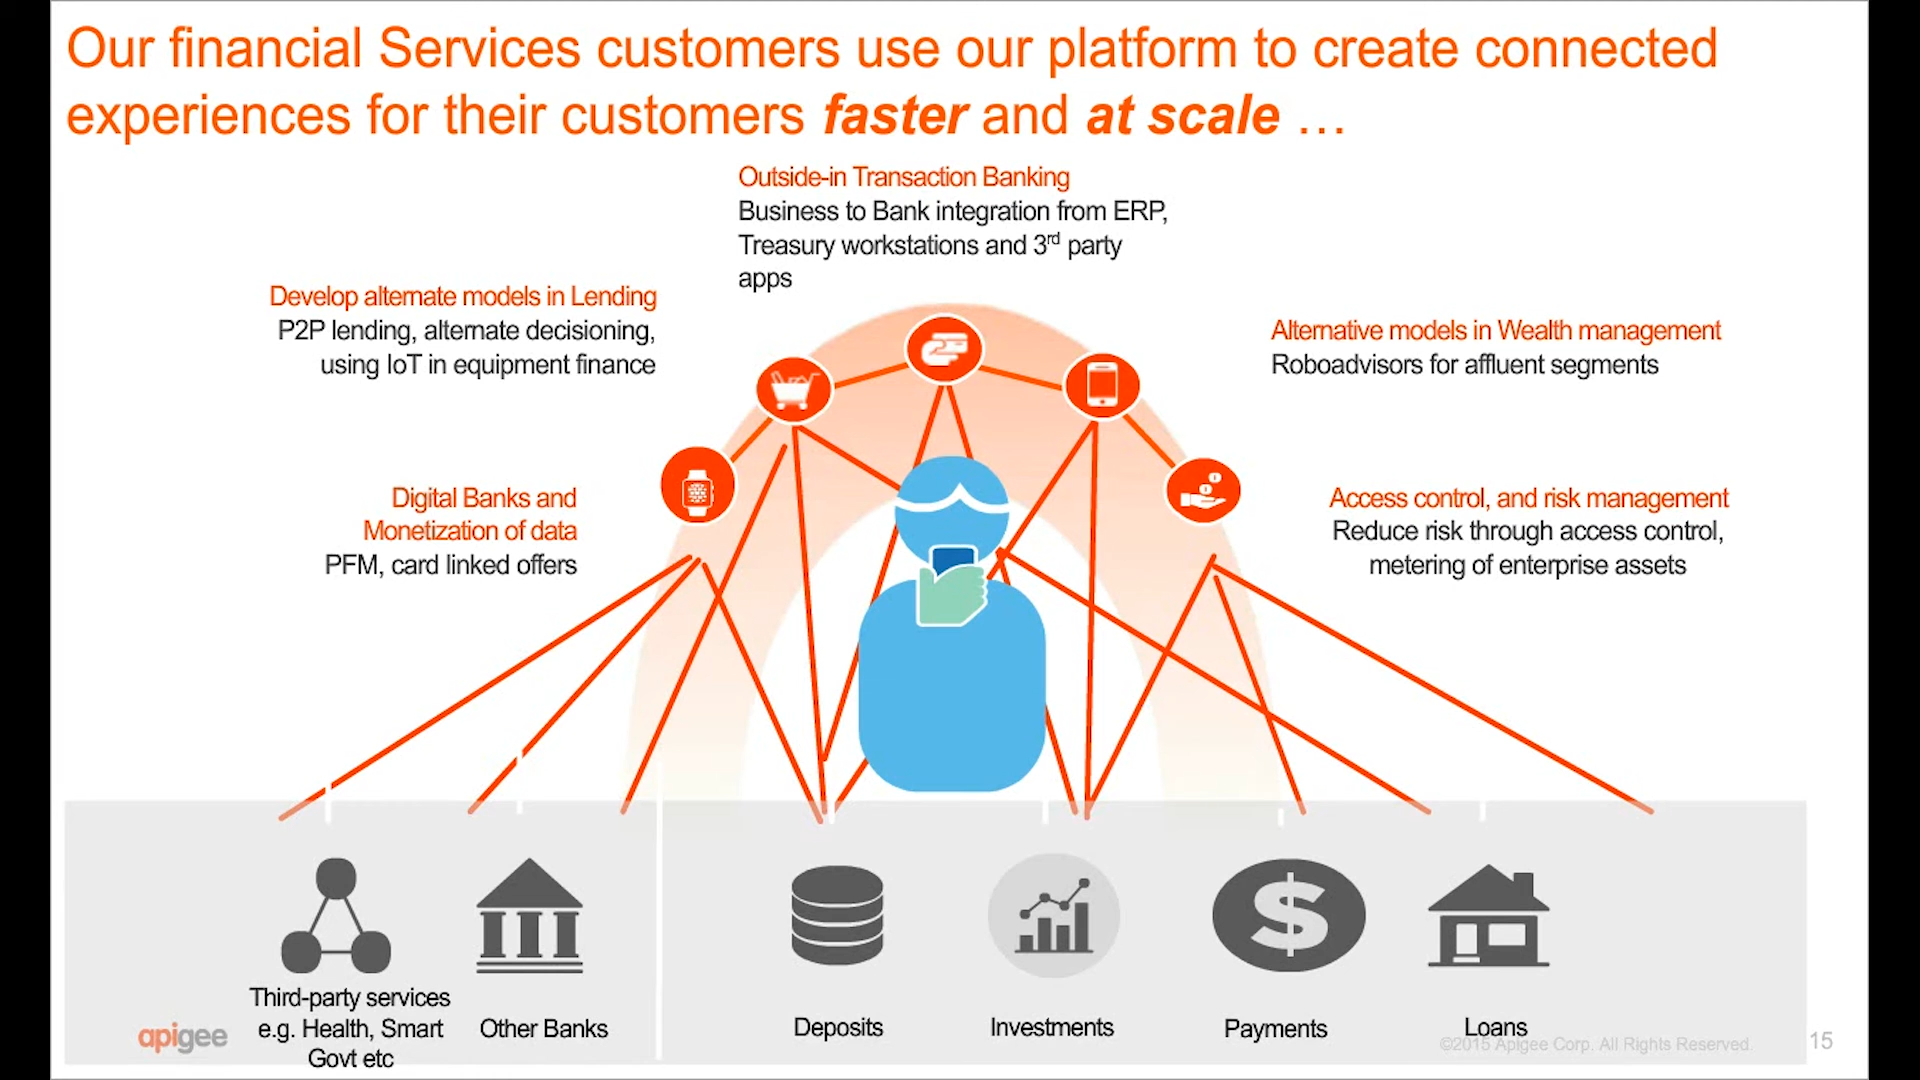 Our financial Services customers use our platform to create connected
experiences for their customers faster and at scale ...
Outside-in Transaction Banking
Business to Bank integration from ERP,
Treasury workstations and 3rd party
apps
Develop alternate models in Lending
P2P lending, alternate decisioning,
using IoT in equipment finance
Alternative models in Wealth management
Roboadvisors for affluent segments
Digital Banks and
Monetization of data
PFM, card linked offers
Access control, and risk management
Reduce risk through access control,
metering of enterprise assets
$
Third-party services
e.g. Health, Smart
Govt etc
Other Banks
Deposits
Investments
Payments
Loans
apigee
©2015 Apigee Corp. All Rights Reserved.
15